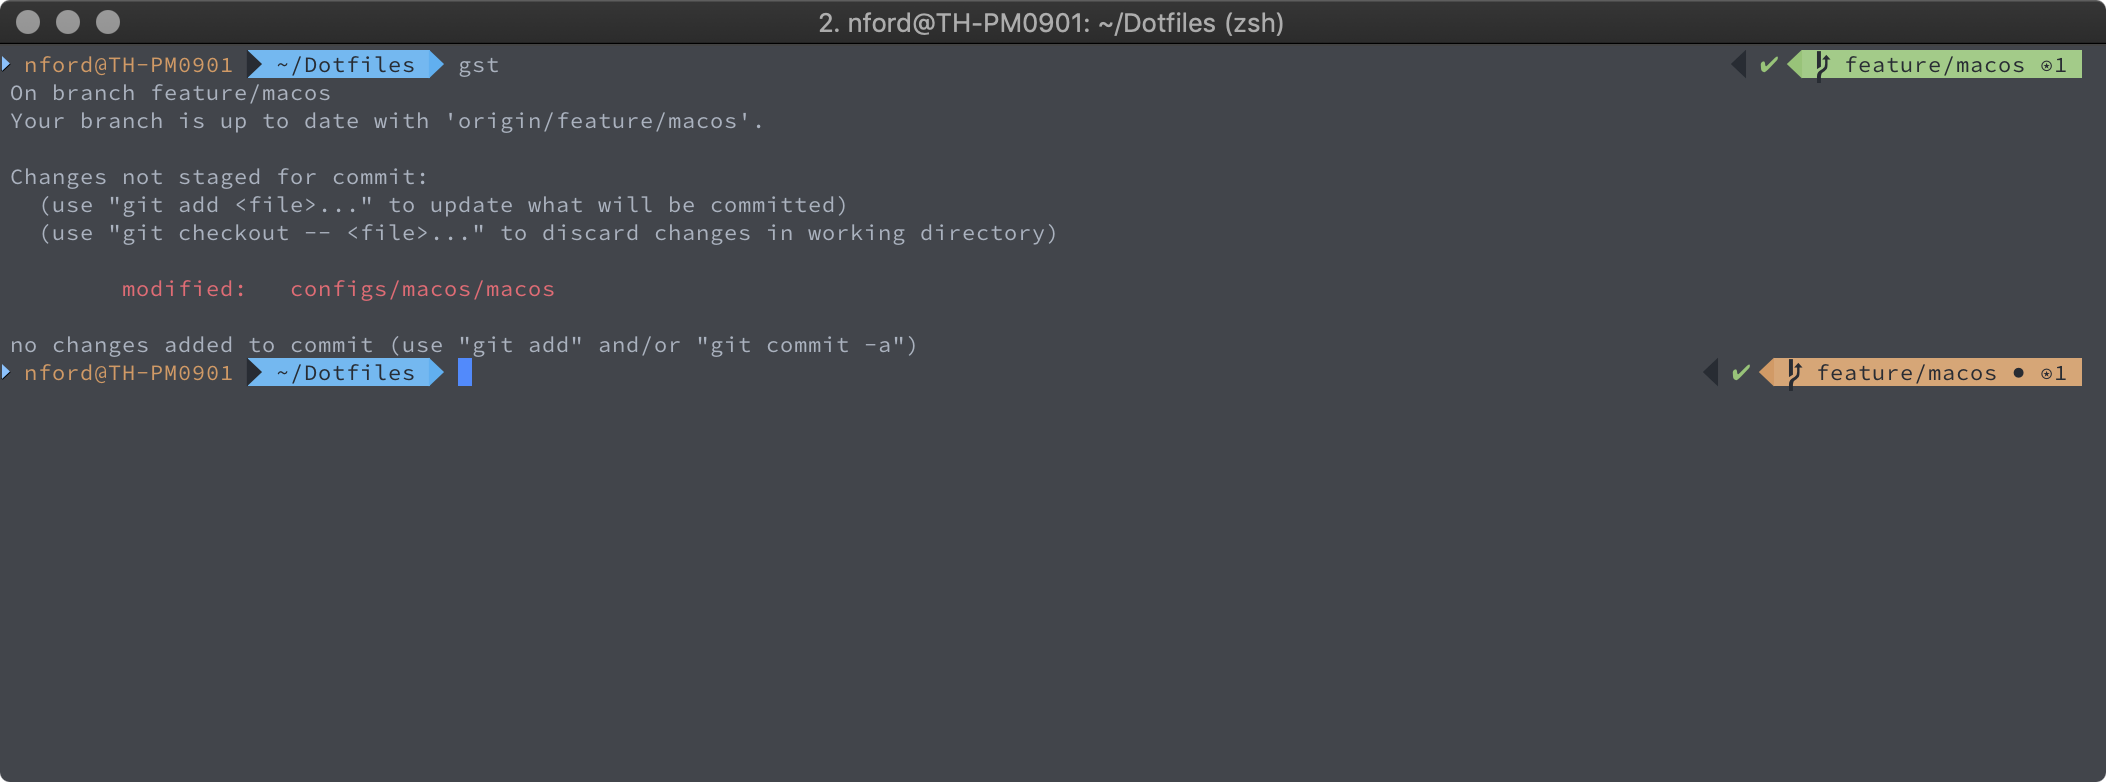 2. nford@TH-PM0901: ~/Dotfiles (zsh)
nford@TH-PM0901 ~/Dotfiles gst ✔ feature/macos ⍟1
On branch feature/macos
Your branch is up to date with 'origin/feature/macos'.
Changes not staged for commit:
(use "git add <file>..." to update what will be committed)
(use "git checkout -- <file>..." to discard changes in working directory)
modified: configs/macos/macos
no changes added to commit (use "git add" and/or "git commit -a")
nford@TH-PM0901 ~/Dotfiles ✔ feature/macos ● ⍟1